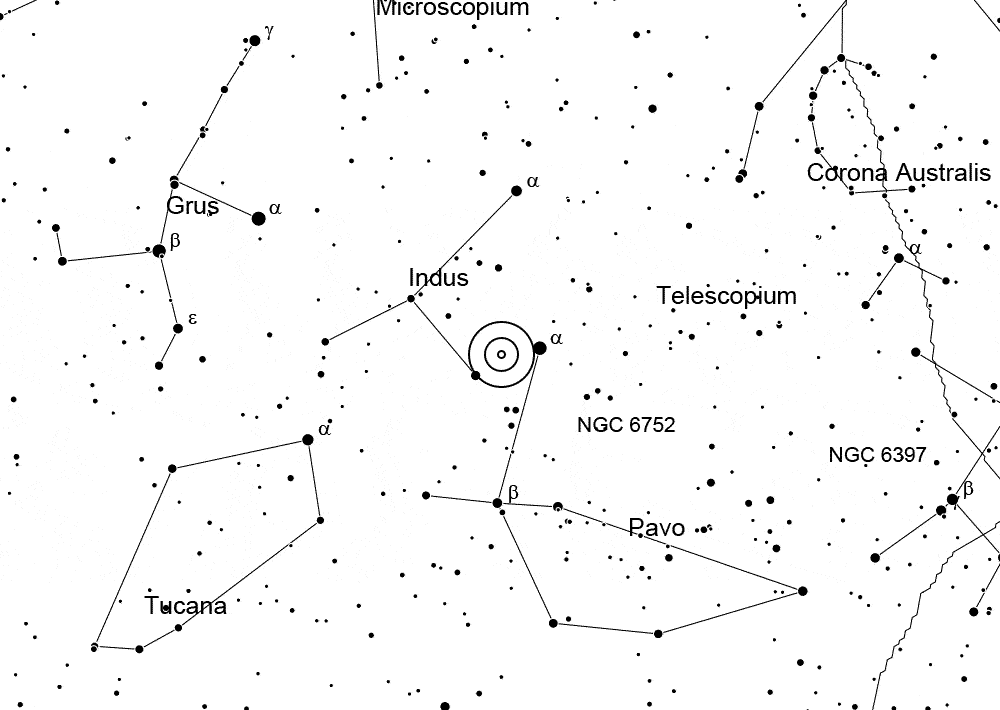 Microscopium
γ
Corona Australis
α
Grus
α
β
α
Indus
Telescopium
ε
α
NGC 6752
α
NGC 6397
β
β
Pavo
Tucana